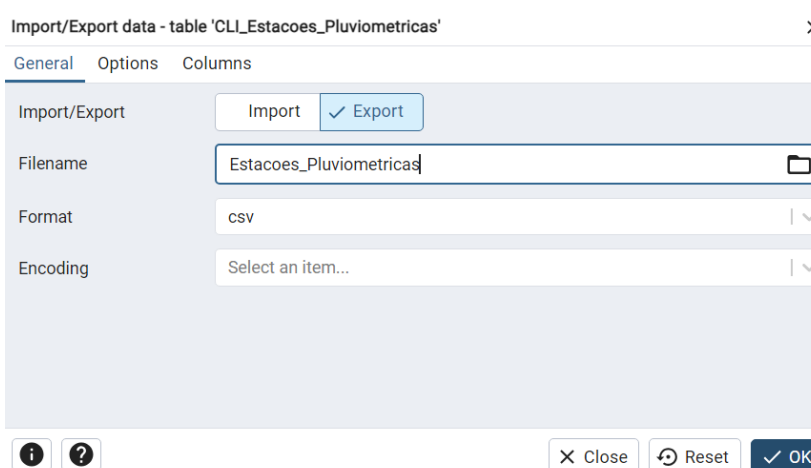 Import/Export data - table 'CLI_Estacoes_Pluviometricas'
General Options Columns
Import/Export Import Export
Filename Estacoes_Pluviometricas
Format csv
Encoding Select an item...
Close Reset OK